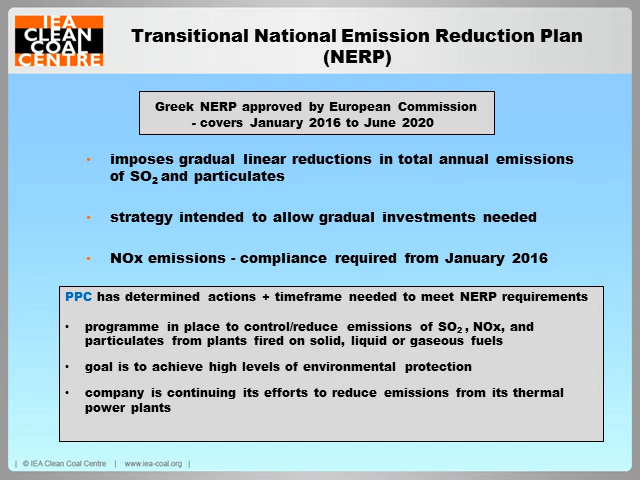 IEA
CLEAN
COAL
CENTRE
Transitional National Emission Reduction Plan
(NERP)
Greek NERP approved by European Commission
- covers January 2016 to June 2020
• imposes gradual linear reductions in total annual emissions
of SO₂ and particulates
• strategy intended to allow gradual investments needed
• NOx emissions - compliance required from January 2016
PPC has determined actions + timeframe needed to meet NERP requirements
• programme in place to control/reduce emissions of SO₂ , NOx, and
particulates from plants fired on solid, liquid or gaseous fuels
• goal is to achieve high levels of environmental protection
• company is continuing its efforts to reduce emissions from its thermal
power plants
| © IEA Clean Coal Centre | www.iea-coal.org |